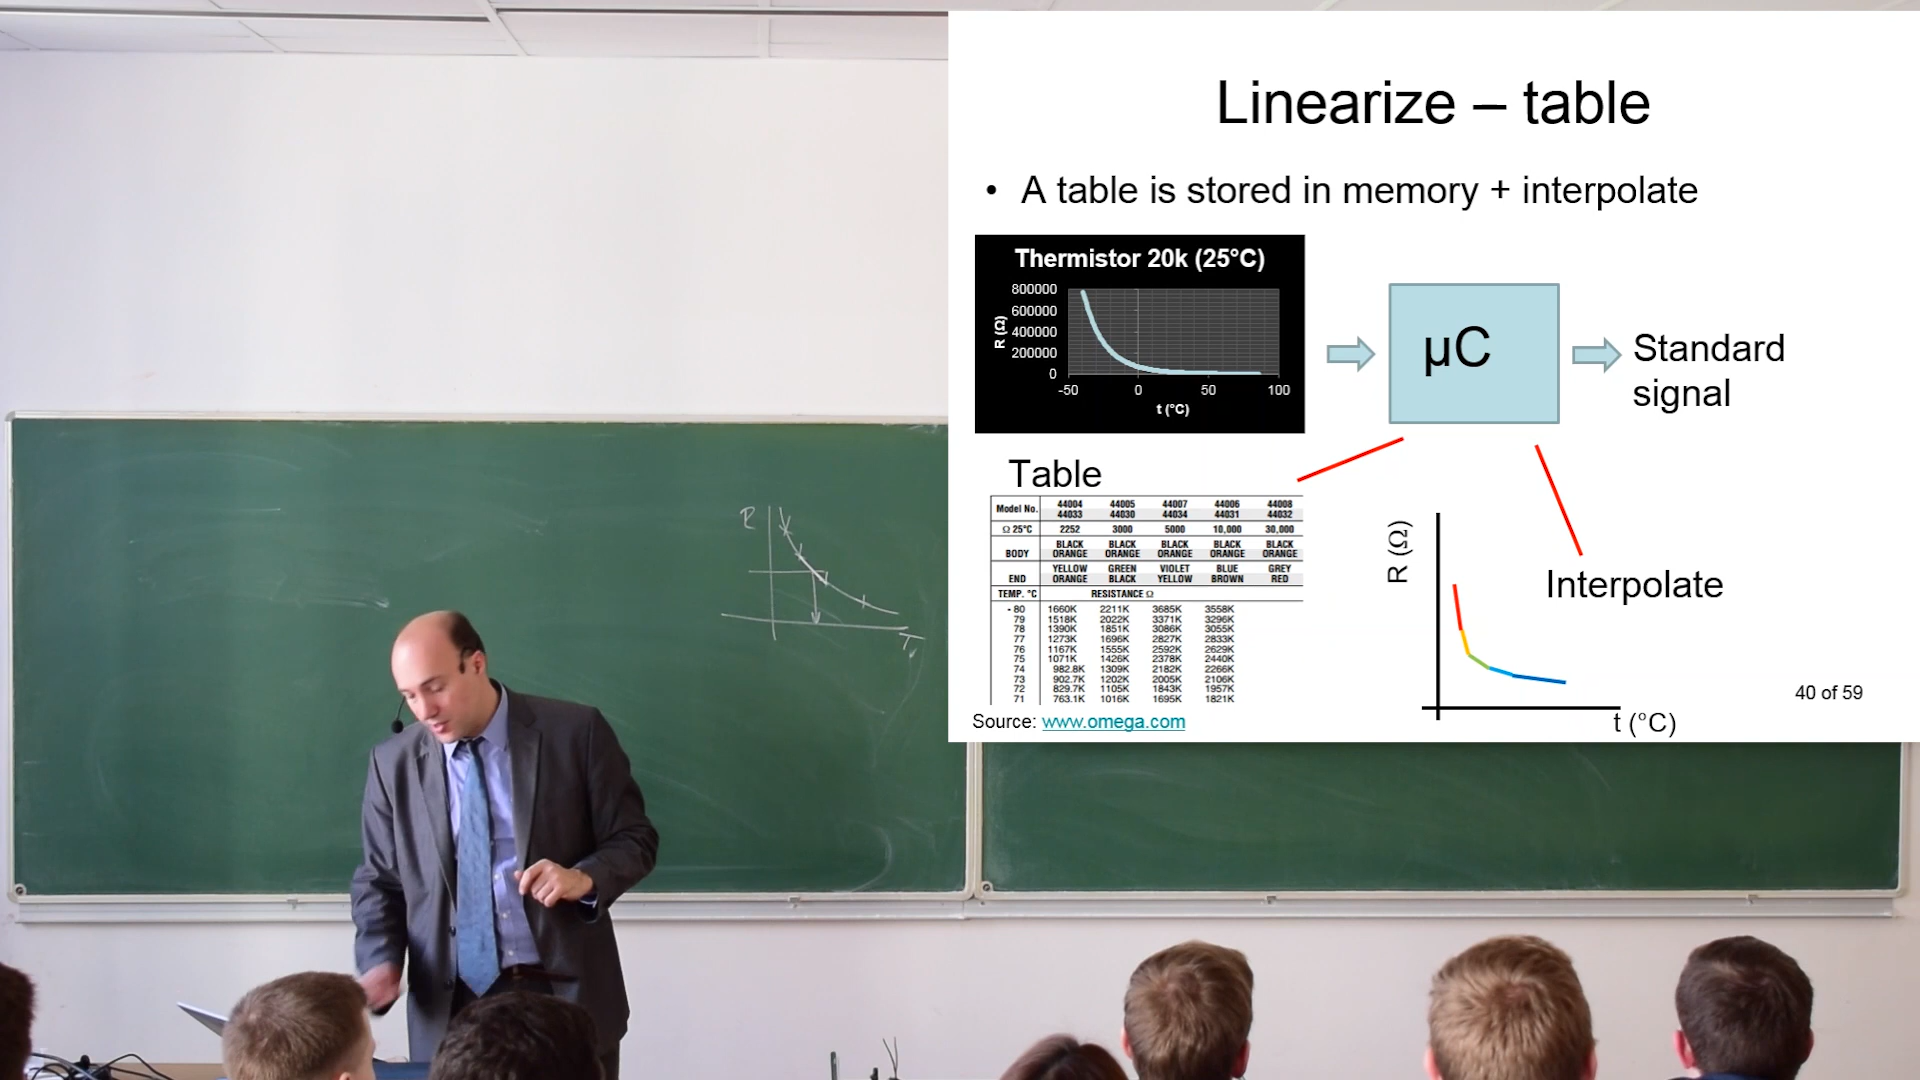 Linearize – table
• A table is stored in memory + interpolate
Thermistor 20k (25°C)
800000
600000
400000
200000
0
R (Ω)
-50 0 50 100
t (°C)
µC
Standard
signal
Table
Model No. 44004 44005 44007 44006 44008
44033 44030 44034 44031 44032
Ω 25°C 2252 3000 5000 10,000 30,000
BODY BLACK BLACK BLACK BLACK BLACK
ORANGE ORANGE ORANGE ORANGE ORANGE
END YELLOW GREEN VIOLET BLUE GREY
ORANGE BLACK YELLOW BROWN RED
TEMP. °C RESISTANCE Ω
- 80 1660K 2211K 3685K 3558K
79 1518K 2022K 3371K 3296K
78 1390K 1851K 3086K 3055K
77 1273K 1696K 2827K 2833K
76 1167K 1555K 2592K 2629K
75 1071K 1426K 2378K 2440K
74 982.8K 1309K 2182K 2266K
73 902.7K 1202K 2005K 2106K
72 829.7K 1105K 1843K 1957K
71 763.1K 1016K 1695K 1821K
Source: www.omega.com
R (Ω)
Interpolate
t (°C)
40 of 59
R
T